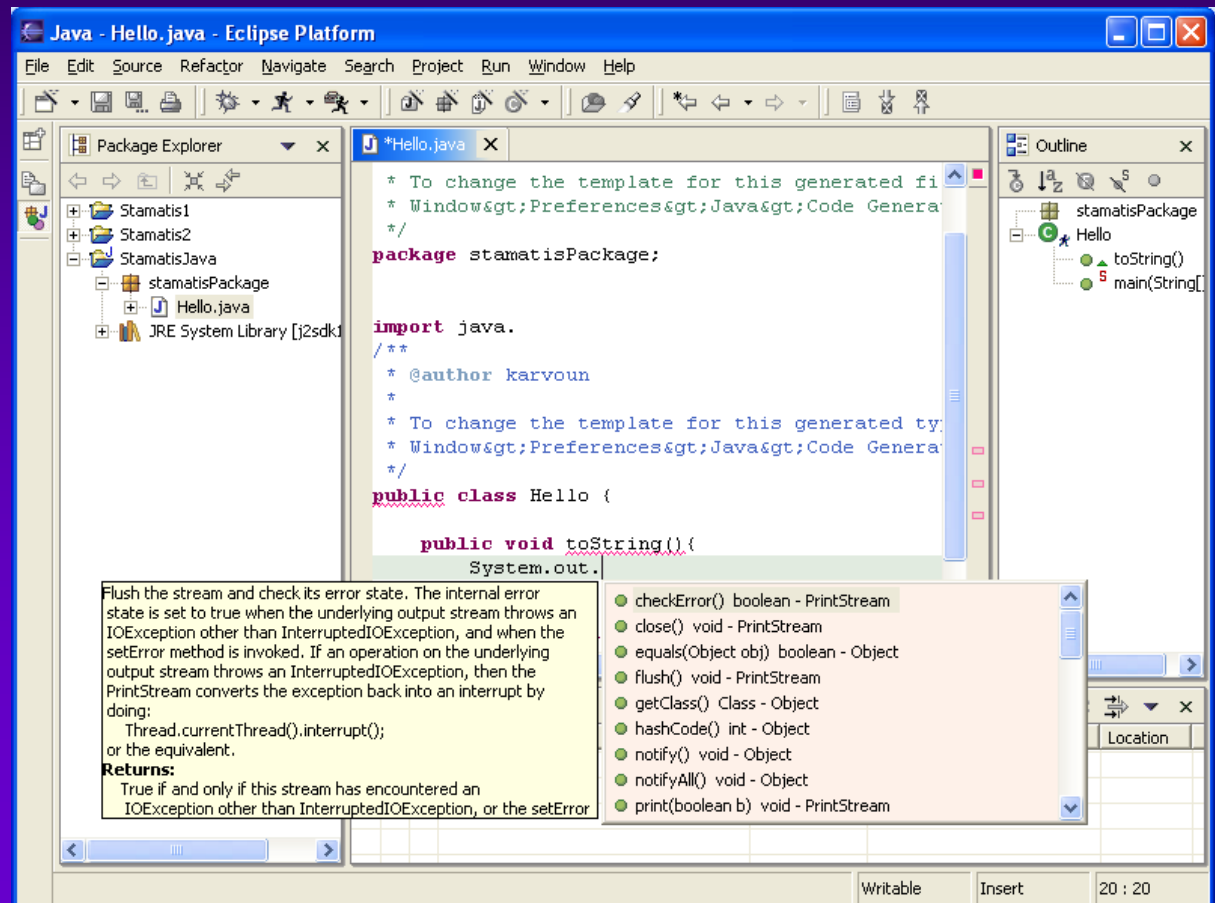 Java - Hello.java - Eclipse Platform
File Edit Source Refactor Navigate Search Project Run Window Help
Package Explorer
Stamatis1
Stamatis2
StamatisJava
stamatisPackage
Hello.java
JRE System Library [j2sdk1
*Hello.java
* To change the template for this generated fi
* Window&gt;Preferences&gt;Java&gt;Code Genera
*/
package stamatisPackage;
import java.
/**
* @author karvoun
*
* To change the template for this generated ty
* Window&gt;Preferences&gt;Java&gt;Code Genera
*/
public class Hello {
public void toString(){
System.out.
Outline
stamatisPackage
Hello
toString()
main(String[]
Flush the stream and check its error state. The internal error
state is set to true when the underlying output stream throws an
IOException other than InterruptedIOException, and when the
setError method is invoked. If an operation on the underlying
output stream throws an InterruptedIOException, then the
PrintStream converts the exception back into an interrupt by
doing:
Thread.currentThread().interrupt();
or the equivalent.
Returns:
True if and only if this stream has encountered an
IOException other than InterruptedIOException, or the setError
checkError() boolean - PrintStream
close() void - PrintStream
equals(Object obj) boolean - Object
flush() void - PrintStream
getClass() Class - Object
hashCode() int - Object
notify() void - Object
notifyAll() void - Object
print(boolean b) void - PrintStream
Location
Writable Insert 20 : 20